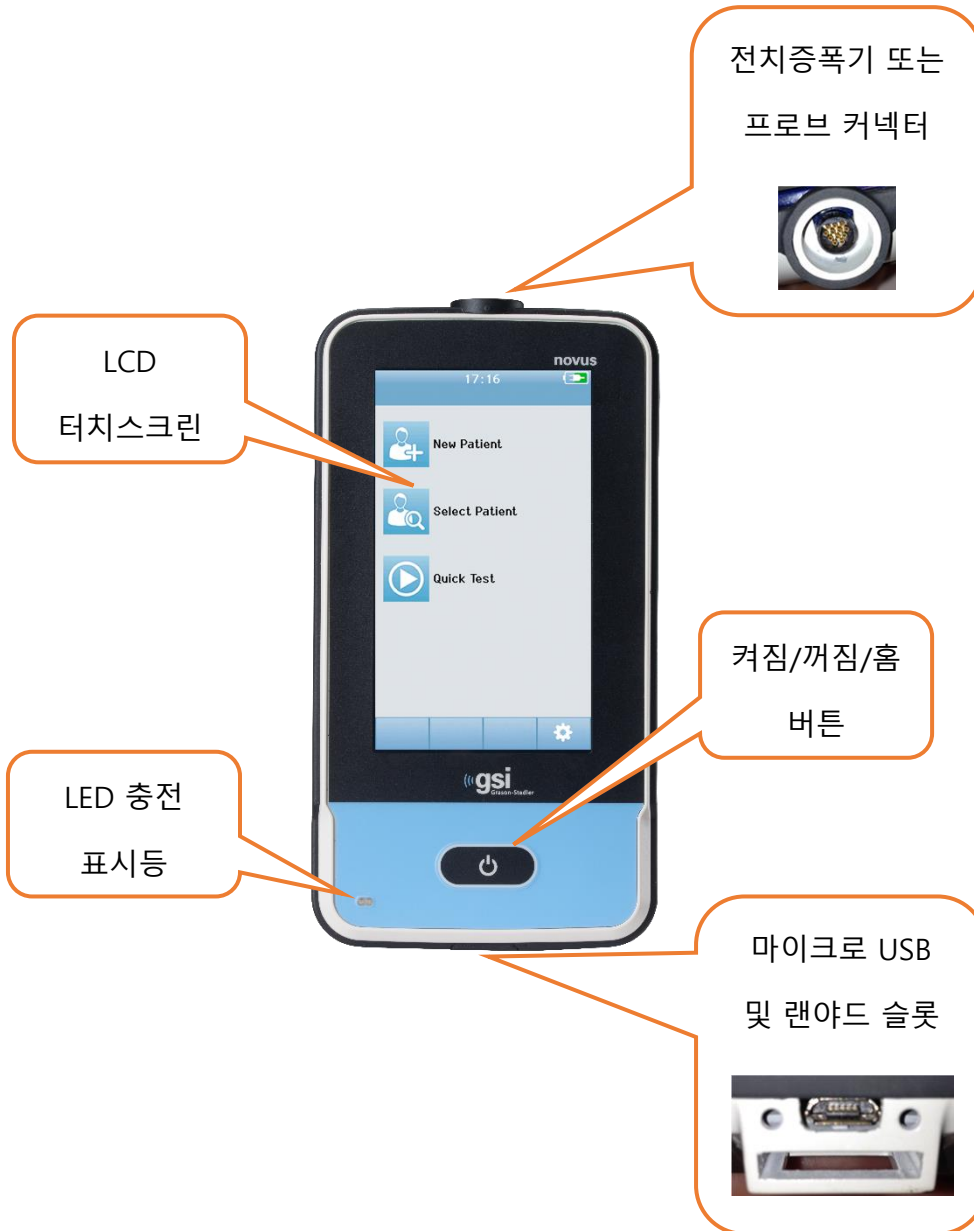 전치증폭기 또는
프로브 커넥터
LCD
터치스크린
novus
17:16
New Patient
Select Patient
Quick Test
켜짐/꺼짐/홈
버튼
gsi
Grason-Stadler
LED 충전
표시등
마이크로 USB
및 랜야드 슬롯